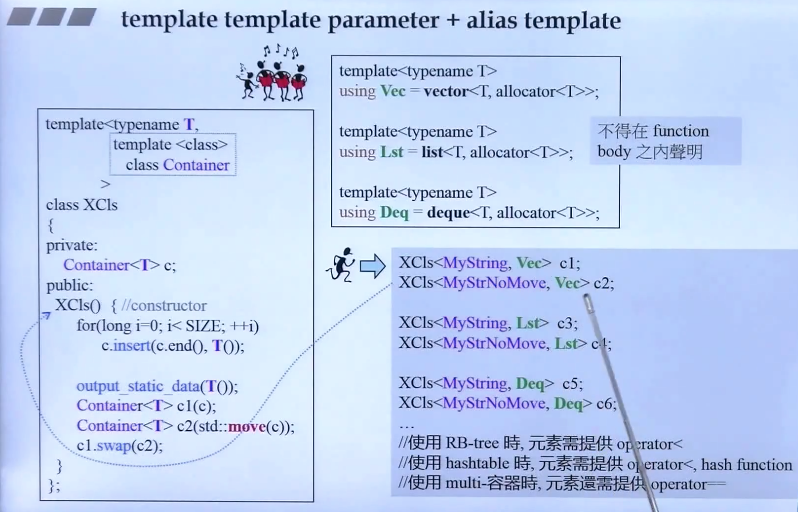 template template parameter + alias template
template<typename T,
template <class>
class Container
>
class XCls
{
private:
Container<T> c;
public:
XCls() { //constructor
for(long i=0; i< SIZE; ++i)
c.insert(c.end(), T());
output_static_data(T());
Container<T> c1(c);
Container<T> c2(std::move(c));
c1.swap(c2);
}
};
template<typename T>
using Vec = vector<T, allocator<T>>;
template<typename T>
using Lst = list<T, allocator<T>>;
template<typename T>
using Deq = deque<T, allocator<T>>;
不得在 function
body 之內聲明
XCls<MyString, Vec> c1;
XCls<MyStrNoMove, Vec> c2;
XCls<MyString, Lst> c3;
XCls<MyStrNoMove, Lst> c4;
XCls<MyString, Deq> c5;
XCls<MyStrNoMove, Deq> c6;
...
//使用 RB-tree 時, 元素需提供 operator<
//使用 hashtable 時, 元素需提供 operator<, hash function
//使用 multi-容器時, 元素還需提供 operator==